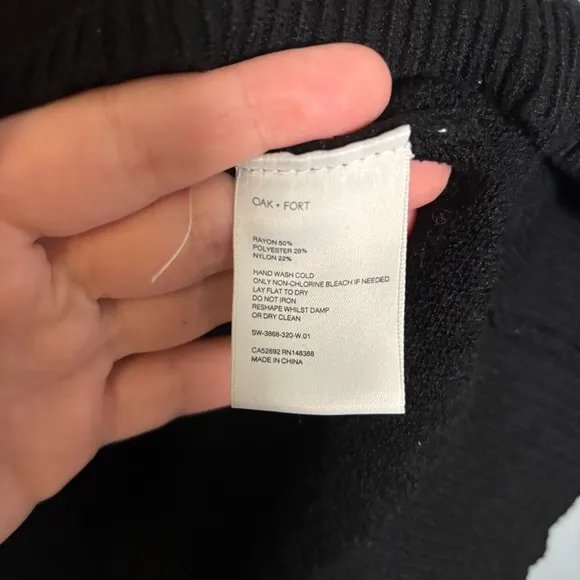 OAK + FORT
RAYON 50%
POLYESTER 28%
NYLON 22%
HAND WASH COLD
ONLY NON-CHLORINE BLEACH IF NEEDED
LAY FLAT TO DRY
DO NOT IRON
RESHAPE WHILST DAMP
OR DRY CLEAN
SW-3868-320-W.01
CA52892 RN148388
MADE IN CHINA